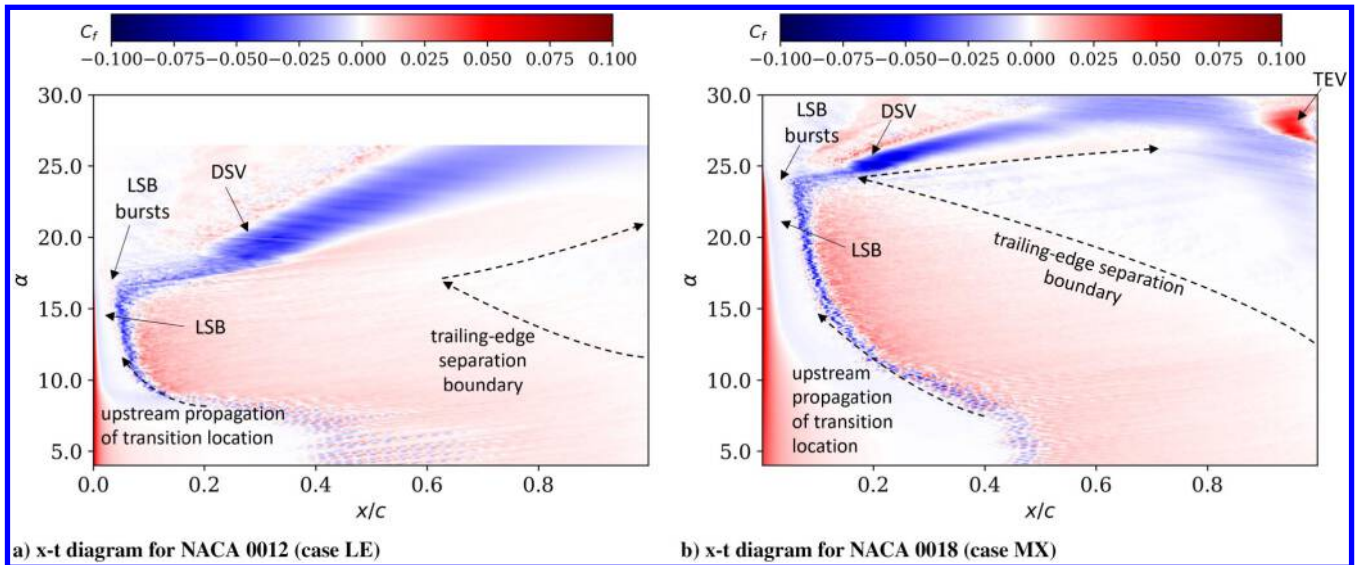 C_f
−0.100 −0.075 −0.050 −0.025 0.000 0.025 0.050 0.075 0.100
30.0
25.0
20.0
15.0
10.0
5.0
α
LSB
bursts
DSV
LSB
trailing-edge
separation
boundary
upstream propagation
of transition location
0.0 0.2 0.4 0.6 0.8
x/c
a) x-t diagram for NACA 0012 (case LE)
C_f
−0.100 −0.075 −0.050 −0.025 0.000 0.025 0.050 0.075 0.100
TEV
30.0
25.0
20.0
15.0
10.0
5.0
α
LSB
bursts
DSV
LSB
trailing-edge separation
boundary
upstream
propagation
of transition
location
0.2 0.4 0.6 0.8
x/c
b) x-t diagram for NACA 0018 (case MX)